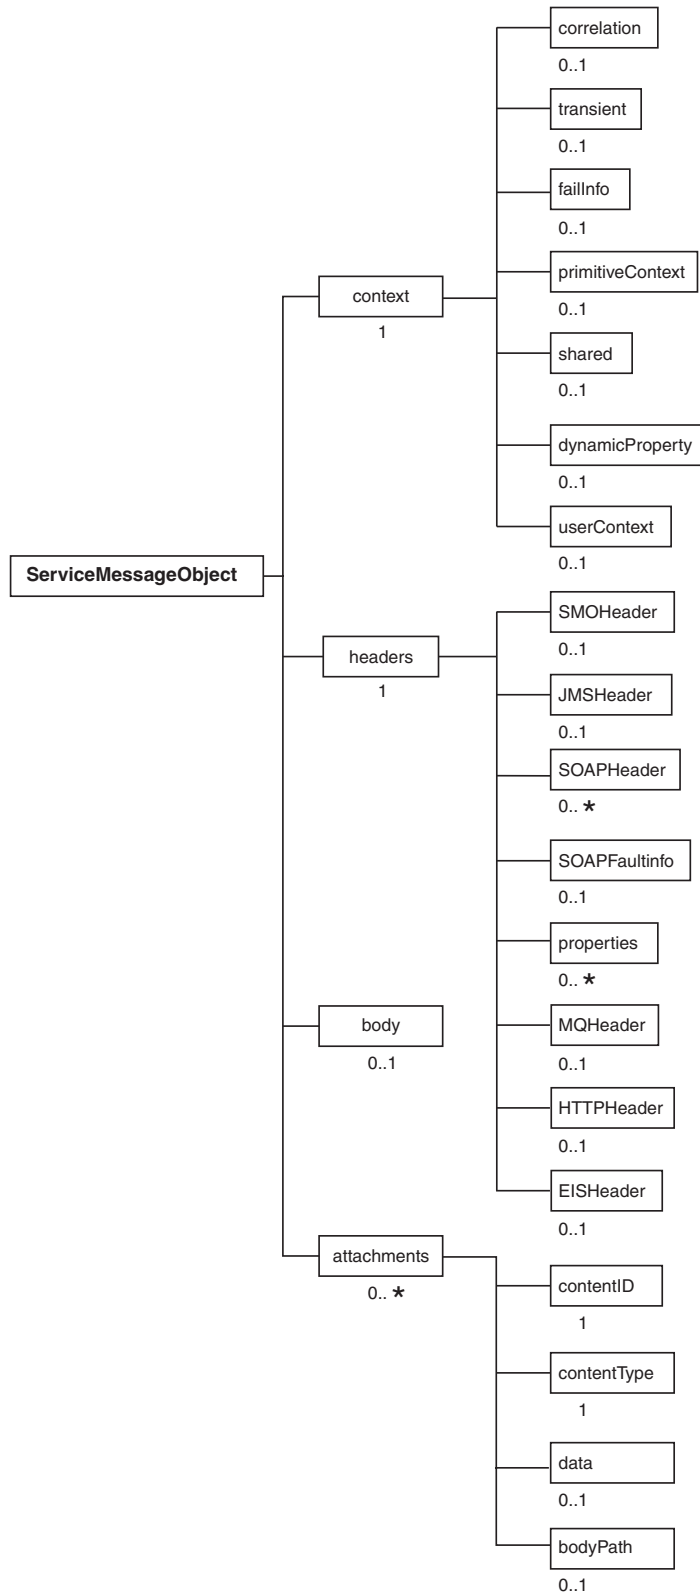 ServiceMessageObject
context
1
correlation
0..1
transient
0..1
failInfo
0..1
primitiveContext
0..1
shared
0..1
dynamicProperty
0..1
userContext
0..1
headers
1
SMOHeader
0..1
JMSHeader
0..1
SOAPHeader
0.. *
SOAPFaultinfo
0..1
properties
0.. *
MQHeader
0..1
HTTPHeader
0..1
EISHeader
0..1
body
0..1
attachments
0.. *
contentID
1
contentType
1
data
0..1
bodyPath
0..1